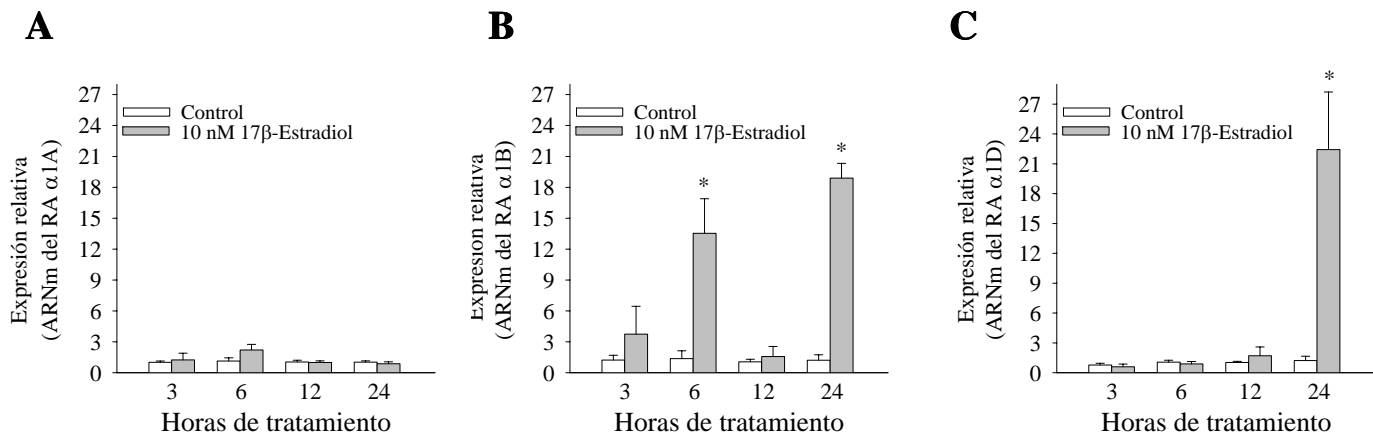 A
B
C
27
24
21
18
15
12
9
6
3
0
Control
10 nM 17β-Estradiol
Expresión relativa
(ARNm del RA α1A)
3 6 12 24
Horas de tratamiento
27
24
21
18
15
12
9
6
3
0
Control
10 nM 17β-Estradiol
*
*
Expresión relativa
(ARNm del RA α1B)
3 6 12 24
Horas de tratamiento
27
24
21
18
15
12
9
6
3
0
Control
10 nM 17β-Estradiol
*
Expresión relativa
(ARNm del RA α1D)
3 6 12 24
Horas de tratamiento